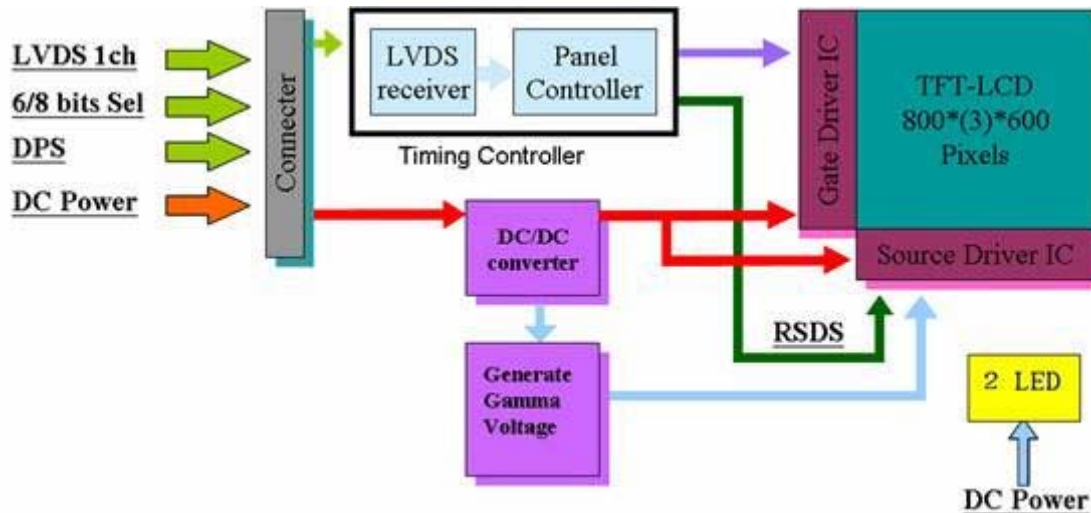 LVDS 1ch
6/8 bits Sel
DPS
DC Power
Connecter
LVDS
receiver
Panel
Controller
Timing Controller
DC/DC
converter
Generate
Gamma
Voltage
Gate Driver IC
TFT-LCD
800*(3)*600
Pixels
Source Driver IC
RSDS
2 LED
DC Power